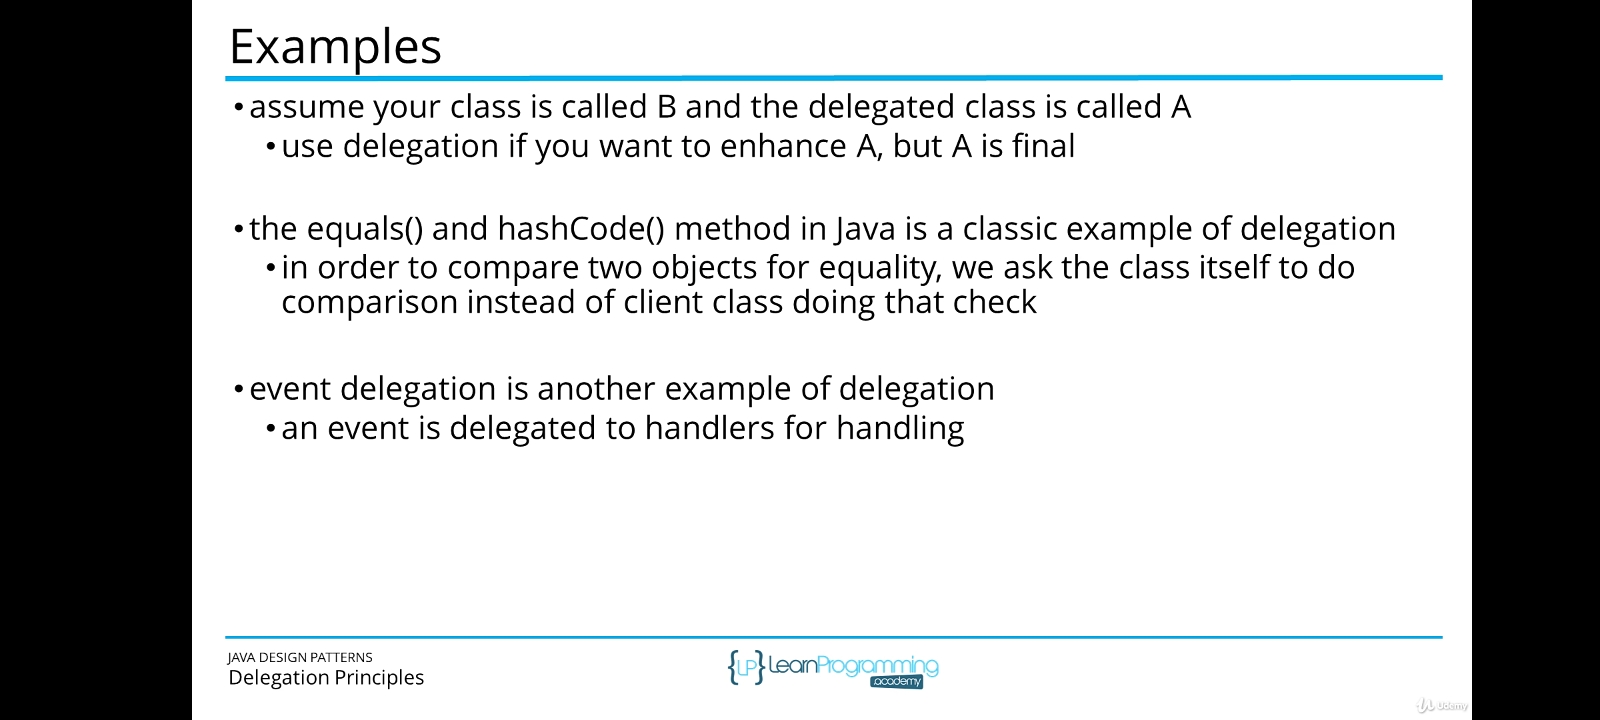 Examples
• assume your class is called B and the delegated class is called A
• use delegation if you want to enhance A, but A is final
• the equals() and hashCode() method in Java is a classic example of delegation
• in order to compare two objects for equality, we ask the class itself to do
comparison instead of client class doing that check
• event delegation is another example of delegation
• an event is delegated to handlers for handling
JAVA DESIGN PATTERNS
Delegation Principles
{LP} LearnProgramming
.academy
Udemy